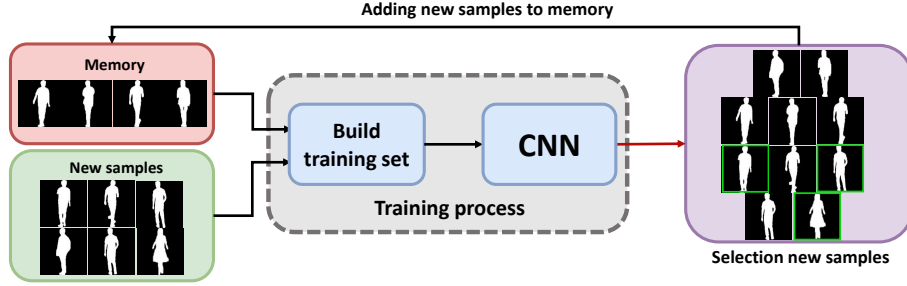 Adding new samples to memory
Memory
New samples
Build
training set
CNN
Training process
Selection new samples